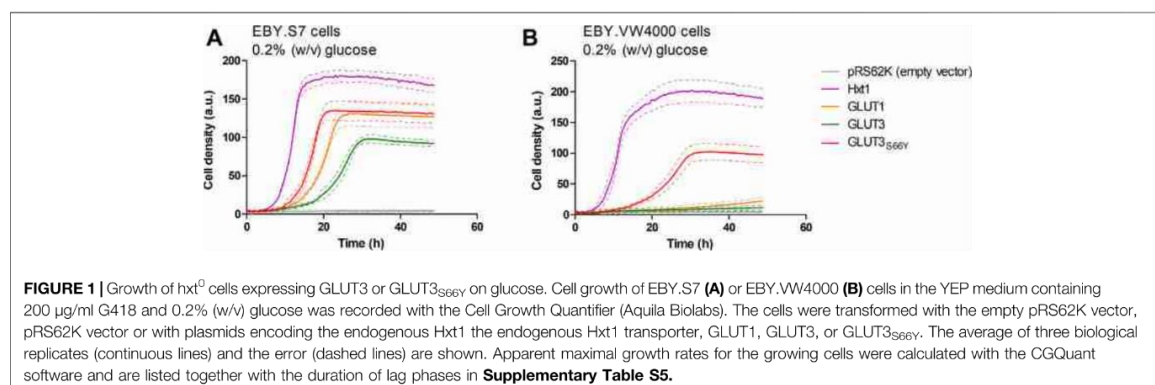 A
EBY.S7 cells
0.2% (w/v) glucose
200
150
100
50
0
Cell density (a.u.)
0
20
40
60
Time (h)
B
EBY.VW4000 cells
0.2% (w/v) glucose
250
200
150
100
50
0
Cell density (a.u.)
0
20
40
60
Time (h)
pRS62K (empty vector)
Hxt1
GLUT1
GLUT3
GLUT3S66Y
FIGURE 1 | Growth of hxt0 cells expressing GLUT3 or GLUT3S66Y on glucose. Cell growth of EBY.S7 (A) or EBY.VW4000 (B) cells in the YEP medium containing
200 μg/ml G418 and 0.2% (w/v) glucose was recorded with the Cell Growth Quantifier (Aquila Biolabs). The cells were transformed with the empty pRS62K vector,
pRS62K vector or with plasmids encoding the endogenous Hxt1 the endogenous Hxt1 transporter, GLUT1, GLUT3, or GLUT3S66Y. The average of three biological
replicates (continuous lines) and the error (dashed lines) are shown. Apparent maximal growth rates for the growing cells were calculated with the CGQuant
software and are listed together with the duration of lag phases in Supplementary Table S5.